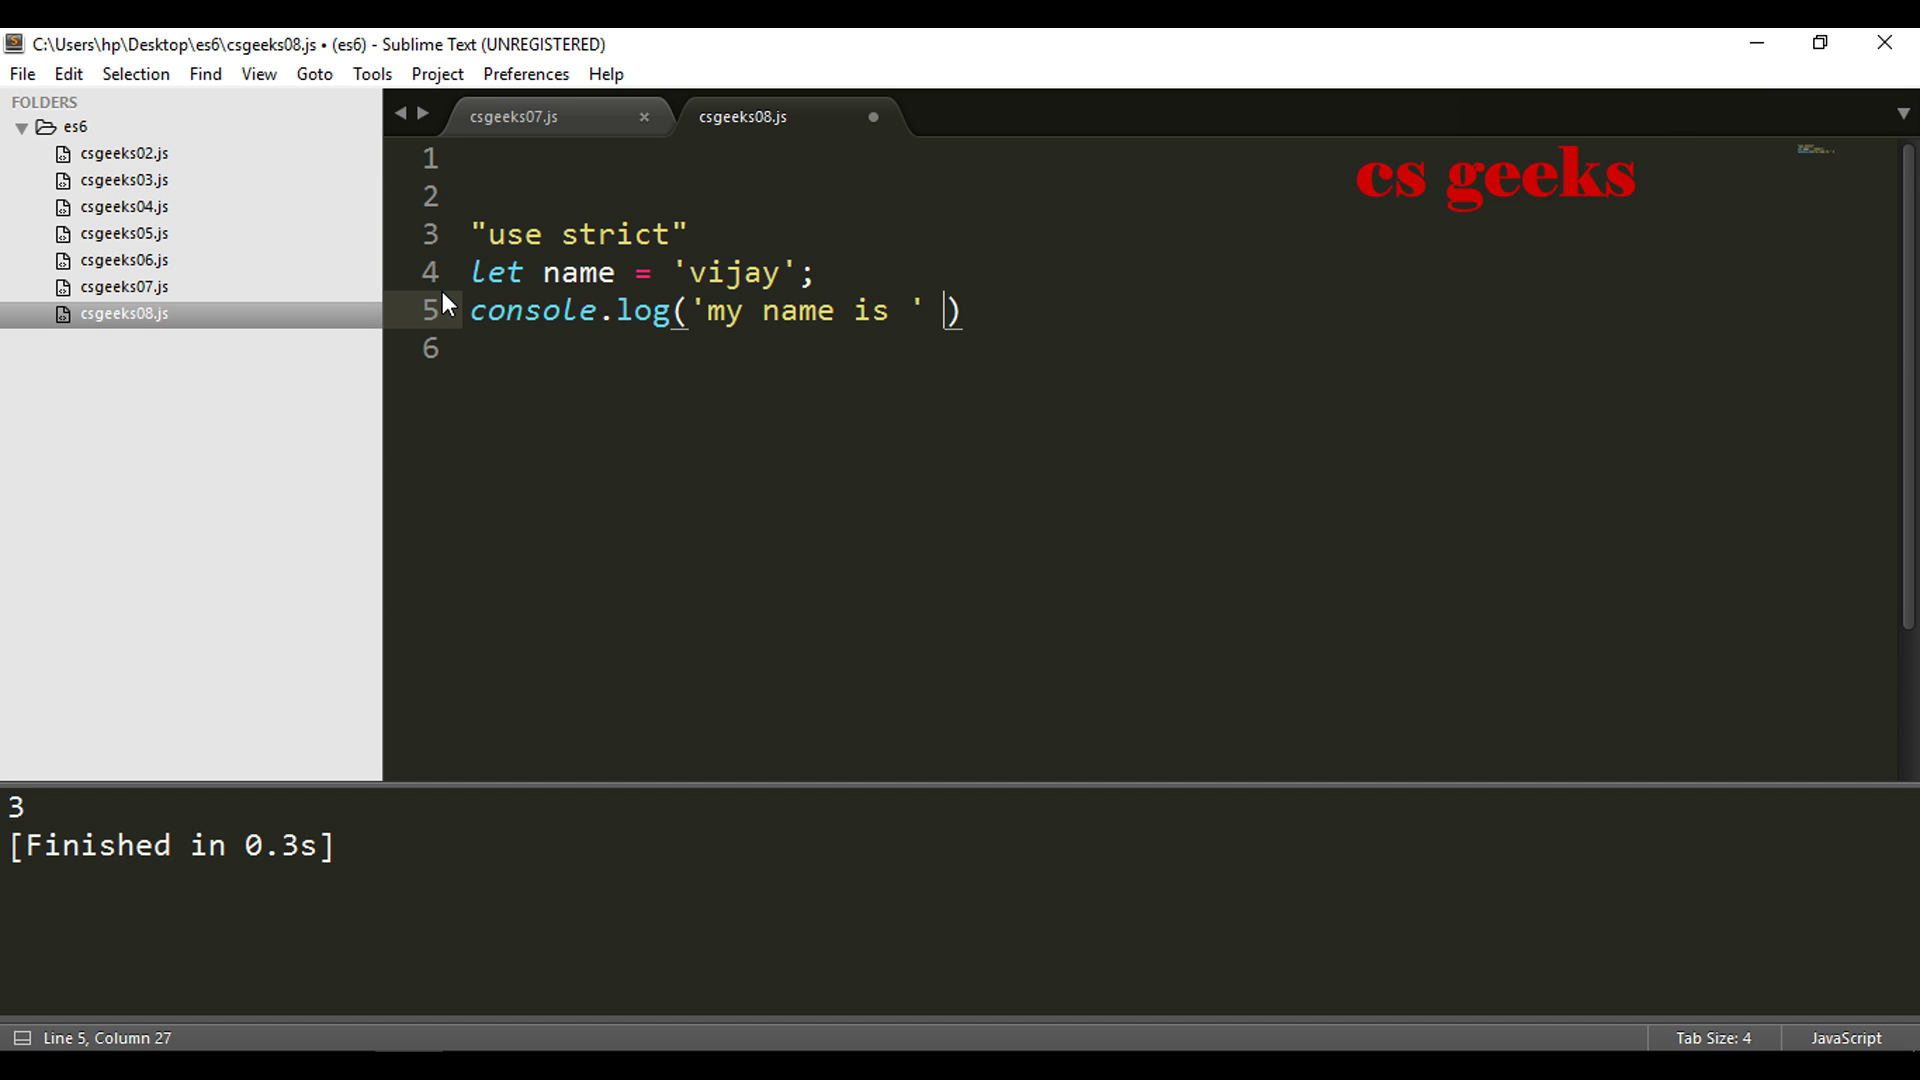 C:\Users\hp\Desktop\es6\csgeeks08.js • (es6) - Sublime Text (UNREGISTERED)
File Edit Selection Find View Goto Tools Project Preferences Help
FOLDERS
es6
csgeeks02.js
csgeeks03.js
csgeeks04.js
csgeeks05.js
csgeeks06.js
csgeeks07.js
csgeeks08.js
csgeeks07.js × csgeeks08.js
cs geeks
1
2
3 "use strict"
4 let name = 'vijay';
5 console.log('my name is ' )
6
3
[Finished in 0.3s]
Line 5, Column 27 Tab Size: 4 JavaScript